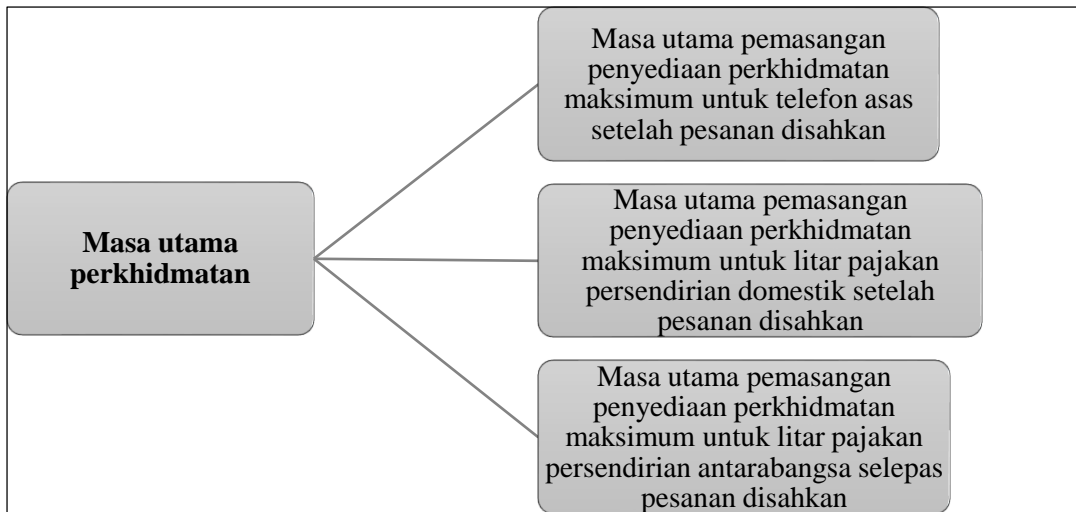 Masa utama
perkhidmatan
Masa utama pemasangan
penyediaan perkhidmatan
maksimum untuk telefon asas
setelah pesanan disahkan
Masa utama pemasangan
penyediaan perkhidmatan
maksimum untuk litar pajakan
persendirian domestik setelah
pesanan disahkan
Masa utama pemasangan
penyediaan perkhidmatan
maksimum untuk litar pajakan
persendirian antarabangsa selepas
pesanan disahkan